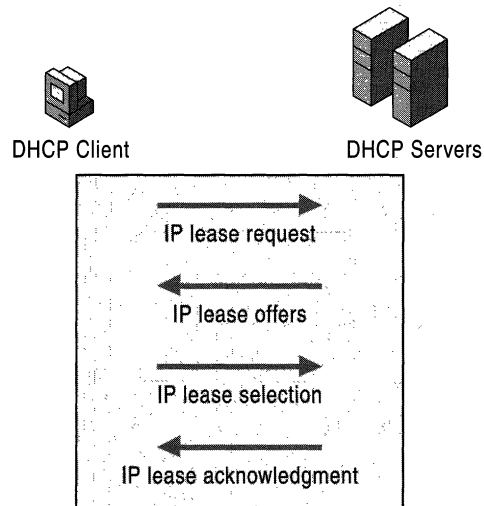 DHCP Client
DHCP Servers
IP lease request
IP lease offers
IP lease selection
IP lease acknowledgment